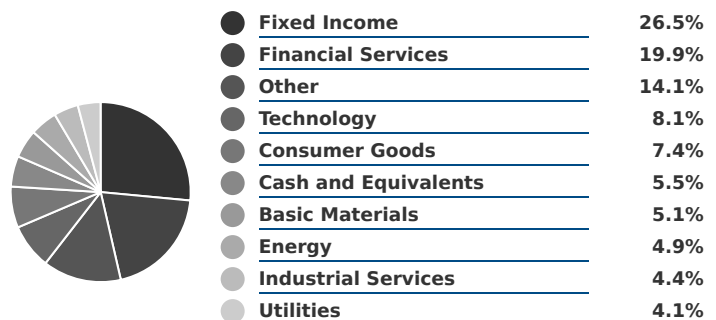 Fixed Income 26.5%
Financial Services 19.9%
Other 14.1%
Technology 8.1%
Consumer Goods 7.4%
Cash and Equivalents 5.5%
Basic Materials 5.1%
Energy 4.9%
Industrial Services 4.4%
Utilities 4.1%